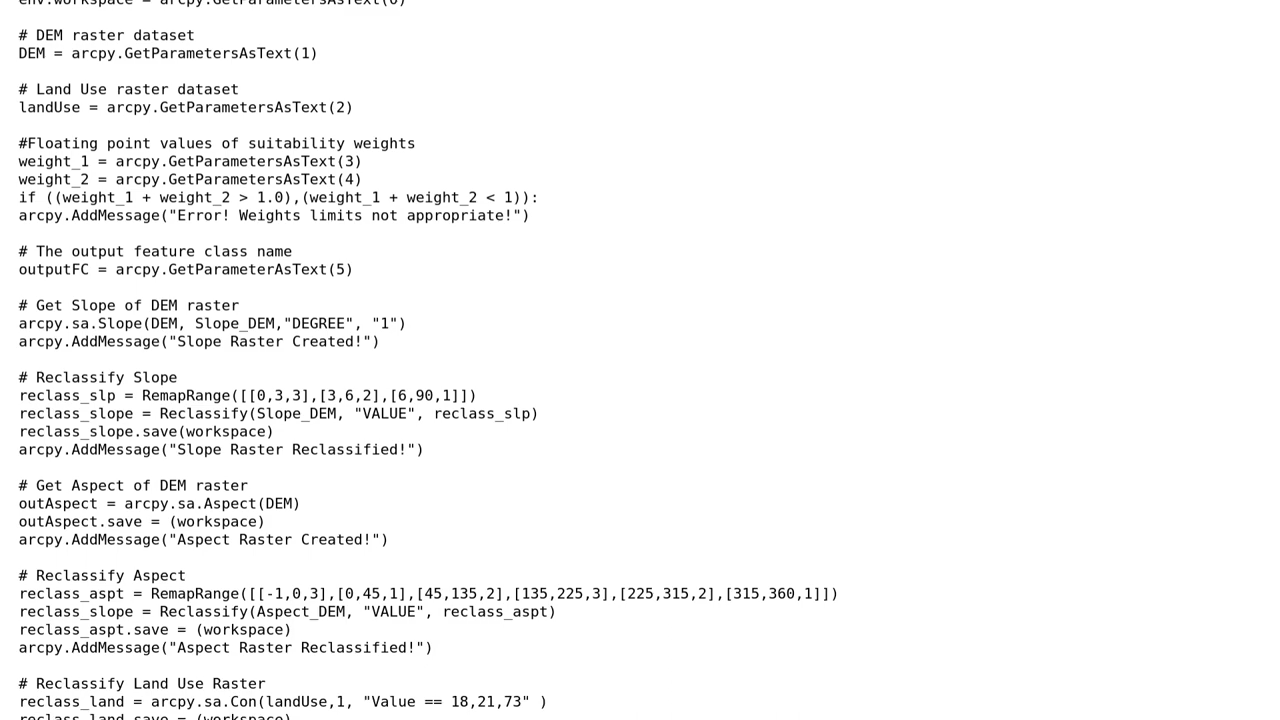 env.workspace = arcpy.GetParametersAsText(0)
# DEM raster dataset
DEM = arcpy.GetParametersAsText(1)
# Land Use raster dataset
landUse = arcpy.GetParametersAsText(2)
#Floating point values of suitability weights
weight_1 = arcpy.GetParametersAsText(3)
weight_2 = arcpy.GetParametersAsText(4)
if ((weight_1 + weight_2 > 1.0),(weight_1 + weight_2 < 1)):
arcpy.AddMessage("Error! Weights limits not appropriate!")
# The output feature class name
outputFC = arcpy.GetParameterAsText(5)
# Get Slope of DEM raster
arcpy.sa.Slope(DEM, Slope_DEM,"DEGREE", "1")
arcpy.AddMessage("Slope Raster Created!")
# Reclassify Slope
reclass_slp = RemapRange([[0,3,3],[3,6,2],[6,90,1]])
reclass_slope = Reclassify(Slope_DEM, "VALUE", reclass_slp)
reclass_slope.save(workspace)
arcpy.AddMessage("Slope Raster Reclassified!")
# Get Aspect of DEM raster
outAspect = arcpy.sa.Aspect(DEM)
outAspect.save = (workspace)
arcpy.AddMessage("Aspect Raster Created!")
# Reclassify Aspect
reclass_aspt = RemapRange([[-1,0,3],[0,45,1],[45,135,2],[135,225,3],[225,315,2],[315,360,1]])
reclass_slope = Reclassify(Aspect_DEM, "VALUE", reclass_aspt)
reclass_aspt.save = (workspace)
arcpy.AddMessage("Aspect Raster Reclassified!")
# Reclassify Land Use Raster
reclass_land = arcpy.sa.Con(landUse,1, "Value == 18,21,73" )
reclass_land.save = (workspace)